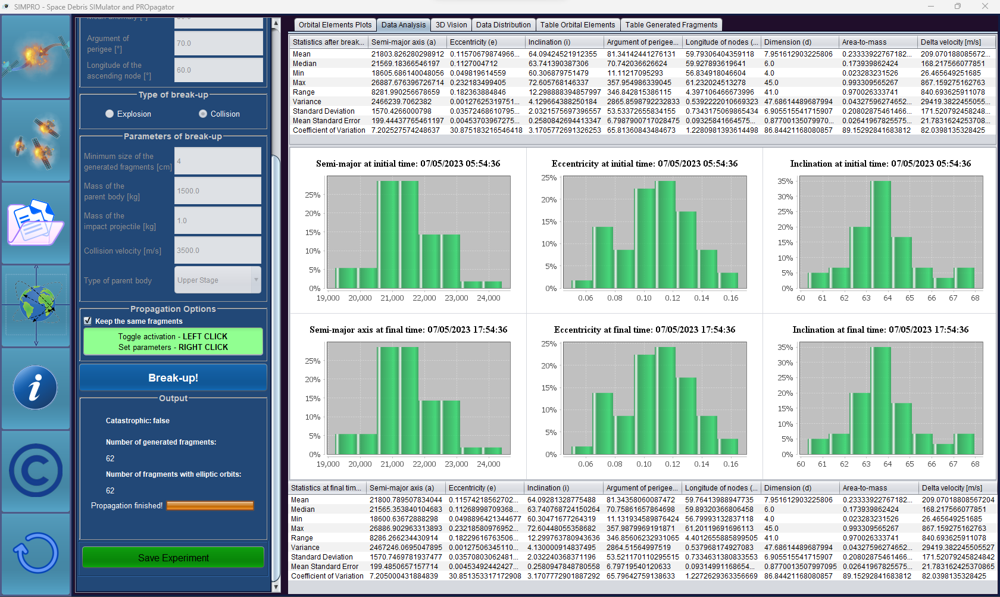 SIMPRO - Space Debris SIMulator and PROpagator
Argument of
perigee [°]
70.0
Longitude of the
ascending node [°]
60.0
Type of break-up
Explosion
Collision
Parameters of break-up
Minimum size of the
generated fragments [cm]
4
Mass of the
parent body [kg]
1500.0
Mass of the
impact projectile [kg]
1.0
Collision velocity [m/s]
3500.0
Type of parent body
Upper Stage
Propagation Options
Keep the same fragments
Toggle activation - LEFT CLICK
Set parameters - RIGHT CLICK
Break-up!
Output
Catastrophic: false
Number of generated fragments:
62
Number of fragments with elliptic orbits:
62
Propagation finished!
Save Experiment
Orbital Elements Plots Data Analysis 3D Vision Data Distribution Table Orbital Elements Table Generated Fragments
Statistics after break... Semi-major axis (a) Eccentricity (e) Inclination (i) Argument of perigee... Longitude of nodes (... Dimension (d) Area-to-mass Delta velocity [m/s]
Mean 21803.826280298912 0.11570679874966... 64.09424521912355 81.34142441276131 59.79306404359118 7.951612903225806 0.23333922767182... 209.070188085672...
Median 21569.18366546197 0.1127004712 63.741390387306 70.742036626624 59.927893619641 6.0 0.173939862424 168.217566077851
Min 18605.686140048056 0.049819614559 60.306879751479 11.11217095293 56.834918046604 4.0 0.023283231526 26.465649251685
Max 26887.676396726714 0.232183499405 72.605768146337 357.954986339045 61.232024513278 45.0 0.993309565267 867.159275162763
Range 8281.990256678659 0.182363884846 12.298888394857997 346.842815386115 4.397106466673996 41.0 0.970026333741 840.693625911078
Variance 2466239.7062382 0.00127625319751... 4.129664388250184 2865.8598792232833 0.5392222010669323 47.68614489687994 0.04327596274652... 29419.3822455055...
Standard Deviation 1570.4266000798 0.03572468610795... 2.0321575697396557 53.53372655834155 0.7343175069865434 6.905515541715907 0.20802875461466... 171.520792458248...
Mean Standard Error 199.44437765461197 0.00453703967275... 0.2580842694413347 6.7987900717028475 0.09325841664575... 0.87700135079970... 0.02641967825575... 21.7831624253708...
Coefficient of Variation 7.202527574248637 30.875183216546418 3.1705772691326253 65.81360843484673 1.2280981393614498 86.84421168080857 89.15292841683812 82.0398135328425
Semi-major at initial time: 07/05/2023 05:54:36
25%
20%
15%
10%
5%
0%
19,000 20,000 21,000 22,000 23,000 24,000
Eccentricity at initial time: 07/05/2023 05:54:36
25%
20%
15%
10%
5%
0%
0.06 0.08 0.10 0.12 0.14 0.16
Inclination at initial time: 07/05/2023 05:54:36
35%
30%
25%
20%
15%
10%
5%
0%
60 61 62 63 64 65 66 67 68
Semi-major axis at final time: 07/05/2023 17:54:36
25%
20%
15%
10%
5%
0%
19,000 20,000 21,000 22,000 23,000 24,000
Eccentricity at final time: 07/05/2023 17:54:36
25%
20%
15%
10%
5%
0%
0.06 0.08 0.10 0.12 0.14 0.16
Inclination at final time: 07/05/2023 17:54:36
35%
30%
25%
20%
15%
10%
5%
0%
60 61 62 63 64 65 66 67 68
Statistics at final tim... Semi-major axis (a) Eccentricity (e) Inclination (i) Argument of perigee... Longitude of nodes (... Dimension (d) Area-to-mass Delta velocity [m/s]
Mean 21800.789507834044 0.11574218562702... 64.09281328775488 81.34358060087472 59.76413988947735 7.951612903225806 0.23333922767182... 209.07018808567204
Median 21565.353840104683 0.11268998709368... 63.740768724150264 70.75861657864698 59.89320366806458 6.0 0.173939862424 168.217566077851
Min 18600.63672888298 0.0498896421344677 60.30471677264319 11.131934589876424 56.79993132837118 4.0 0.023283231526 26.465649251685
Max 26886.902963313893 0.23218580976952... 72.60448055358682 357.9879969191871 61.20119691696113 45.0 0.993309565267 867.159275162763
Range 8286.266234430914 0.18229616763506... 12.299763780943636 346.85606232931065 4.4012655885899505 41.0 0.970026333741 840.693625911078
Variance 2467246.0695047895 0.00127506345110... 4.130000914837495 2864.51564997519 0.537968174927083 47.68614489687994 0.04327596274652... 29419.382245505527
Standard Deviation 1570.7469781937477 0.03570803062481... 2.032240368371196 53.521170110295515 0.733463138083­3553 6.905515541715907 0.20802875461466... 171.52079245824842
Mean Standard Error 199.4850657157714 0.00453492442427... 0.2580947848780558 6.79719540120633 0.09314991168654... 0.877001350799­7095 0.02641967825575... 21.783162425370865
Coefficient of Variation 7.205000431884839 30.851353317172908 3.1707772901887292 65.79642759138633 1.2272629363356669 86.84421168080857 89.15292841683812 82.0398135328425